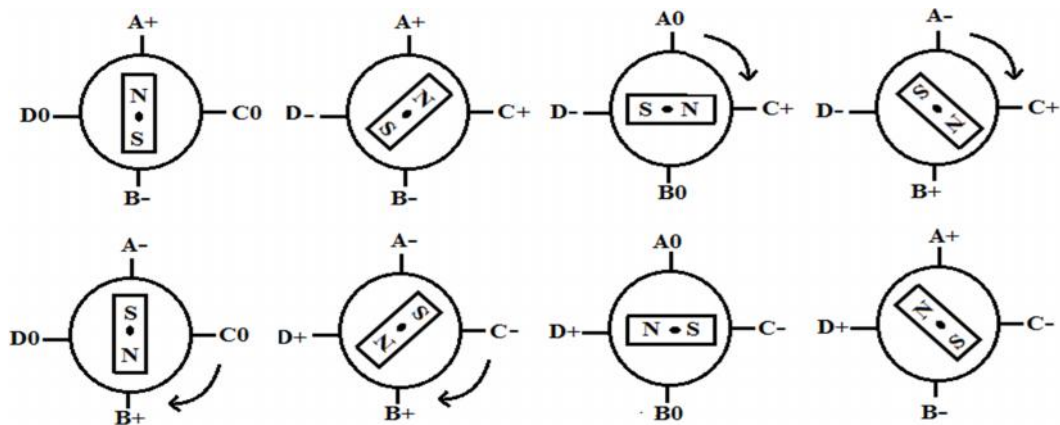 A+ A+ A0 A-
N N S
D0 C0 D- C+ D- S N C+ D- C+
S S N
B- B- B0 B+
A- A- A0 A+
S S N
D0 C0 D+ C- D+ N S C- D+ C-
N N S
B+ B+ B0 B-